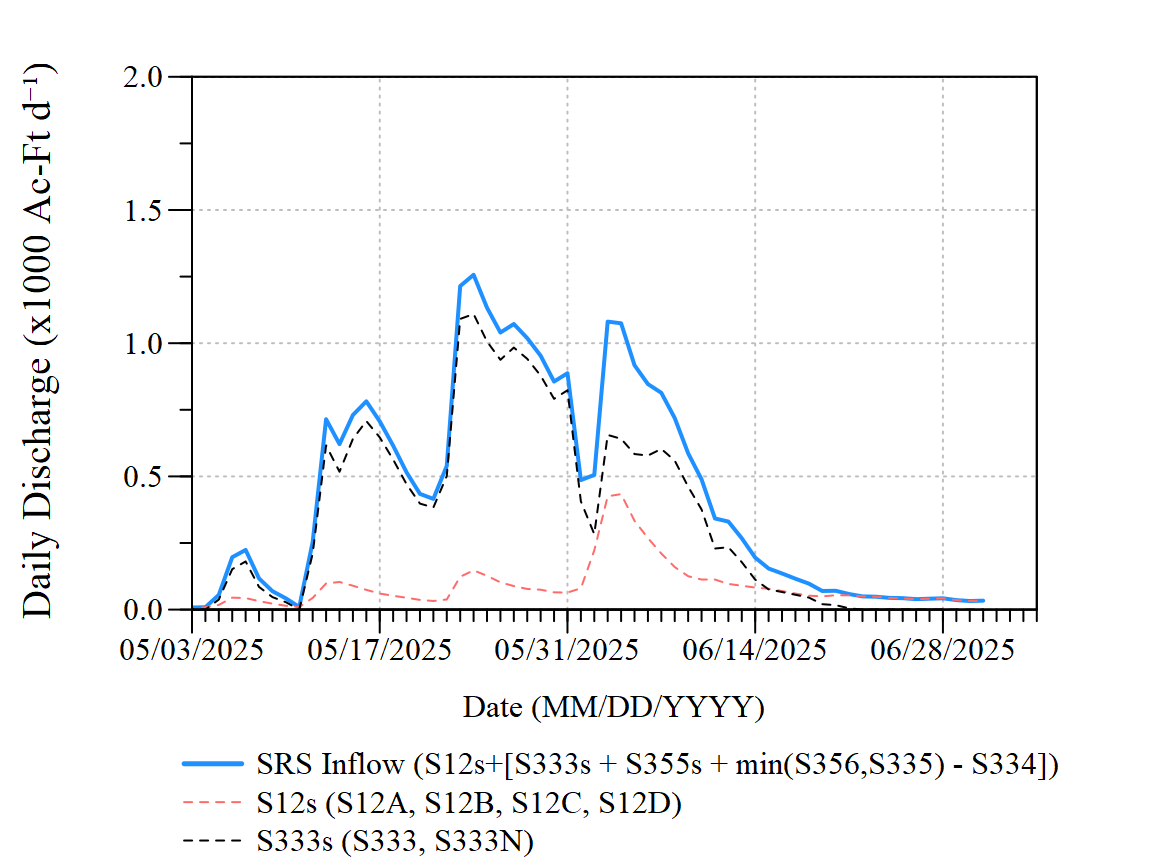 Daily Discharge (x1000 Ac-Ft d⁻¹)
2.0
1.5
1.0
0.5
0.0
05/03/2025 05/17/2025 05/31/2025 06/14/2025 06/28/2025
Date (MM/DD/YYYY)
SRS Inflow (S12s+[S333s + S355s + min(S356,S335) - S334])
S12s (S12A, S12B, S12C, S12D)
S333s (S333, S333N)